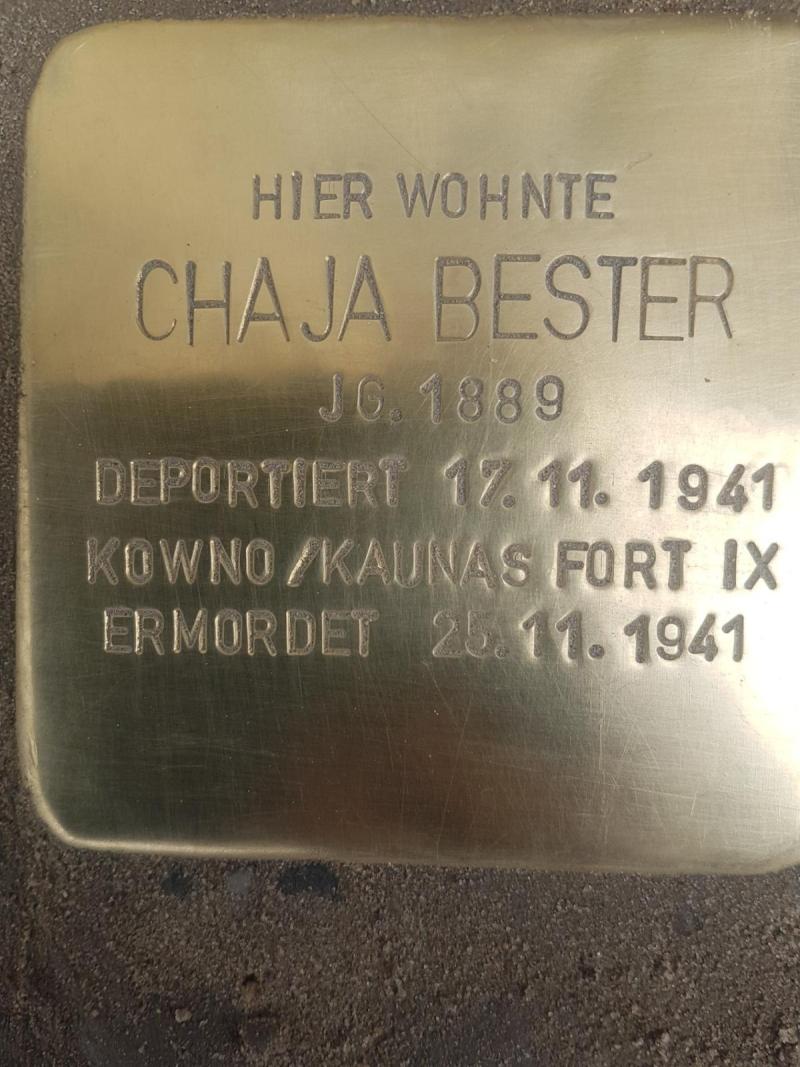 HIER WOHNTE
CHAJA BESTER
JG. 1889
DEPORTIERT 17. 11. 1941
KOWNO/KAUNAS FORT IX
ERMORDET 25. 11. 1941